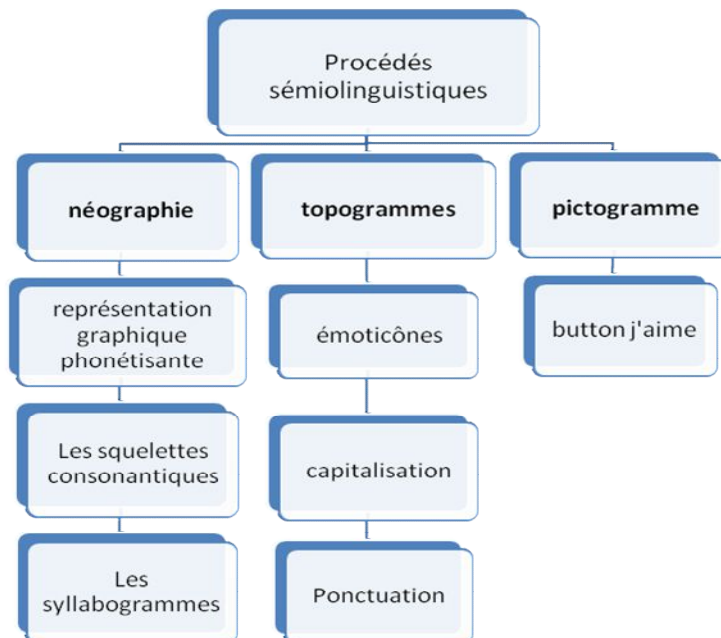 Procédés
sémiolinguistiques
néographie
topogrammes
pictogramme
représentation
graphique
phonétisante
émoticônes
button j'aime
Les squelettes
consonantiques
capitalisation
Les
syllabogrammes
Ponctuation